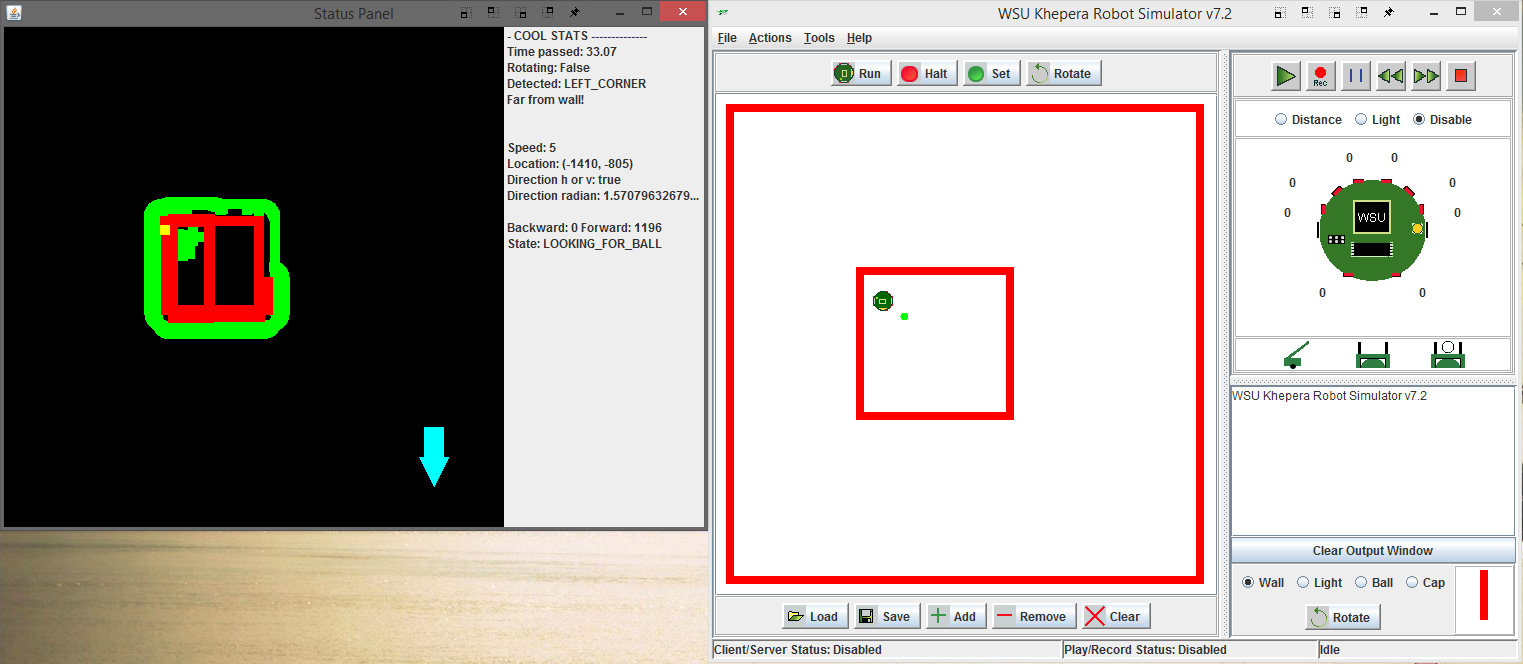 Status Panel
- COOL STATS --------------
Time passed: 33.07
Rotating: False
Detected: LEFT_CORNER
Far from wall!
Speed: 5
Location: (-1410, -805)
Direction h or v: true
Direction radian: 1.57079632679...
Backward: 0 Forward: 1196
State: LOOKING_FOR_BALL
WSU Khepera Robot Simulator v7.2
File Actions Tools Help
Run Halt Set Rotate
Load Save Add Remove Clear
Rec
Distance Light Disable
0 0
0 0
0 0
WSU
0 0
WSU Khepera Robot Simulator v7.2
Clear Output Window
Wall Light Ball Cap
Rotate
Client/Server Status: Disabled Play/Record Status: Disabled Idle